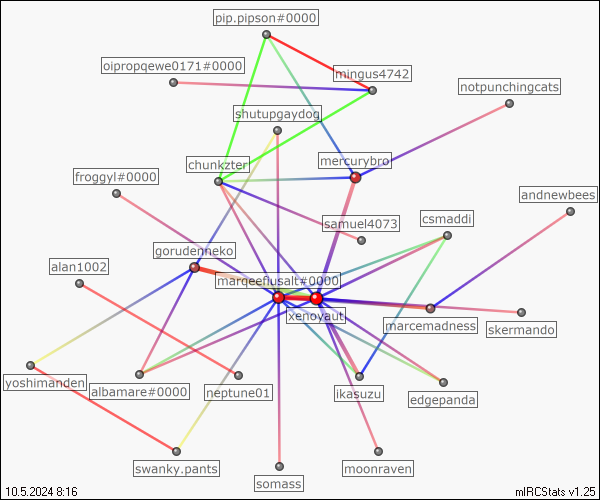 pip.pipson#0000
oipropqewe0171#0000
mingus4742
notpunchingcats
shutupgaydog
chunkzter
mercurybro
froggyl#0000
andnewbees
samuel4073
csmaddi
gorudenneko
alan1002
marqeeflusalt#0000
xenoyaut
marcemadness
skermando
yoshimanden
albamare#0000
neptune01
ikasuzu
edgepanda
swanky.pants
moonraven
somass
10.5.2024 8:16
mIRCStats v1.25